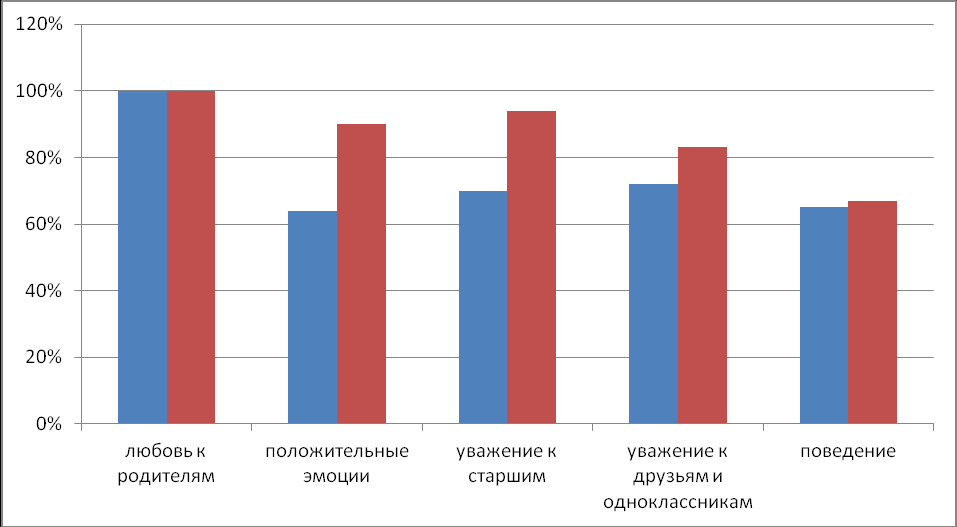 120%
100%
80%
60%
40%
20%
0%
любовь к
родителям
положительные
эмоции
уважение к
старшим
уважение к
друзьям и
одноклассникам
поведение